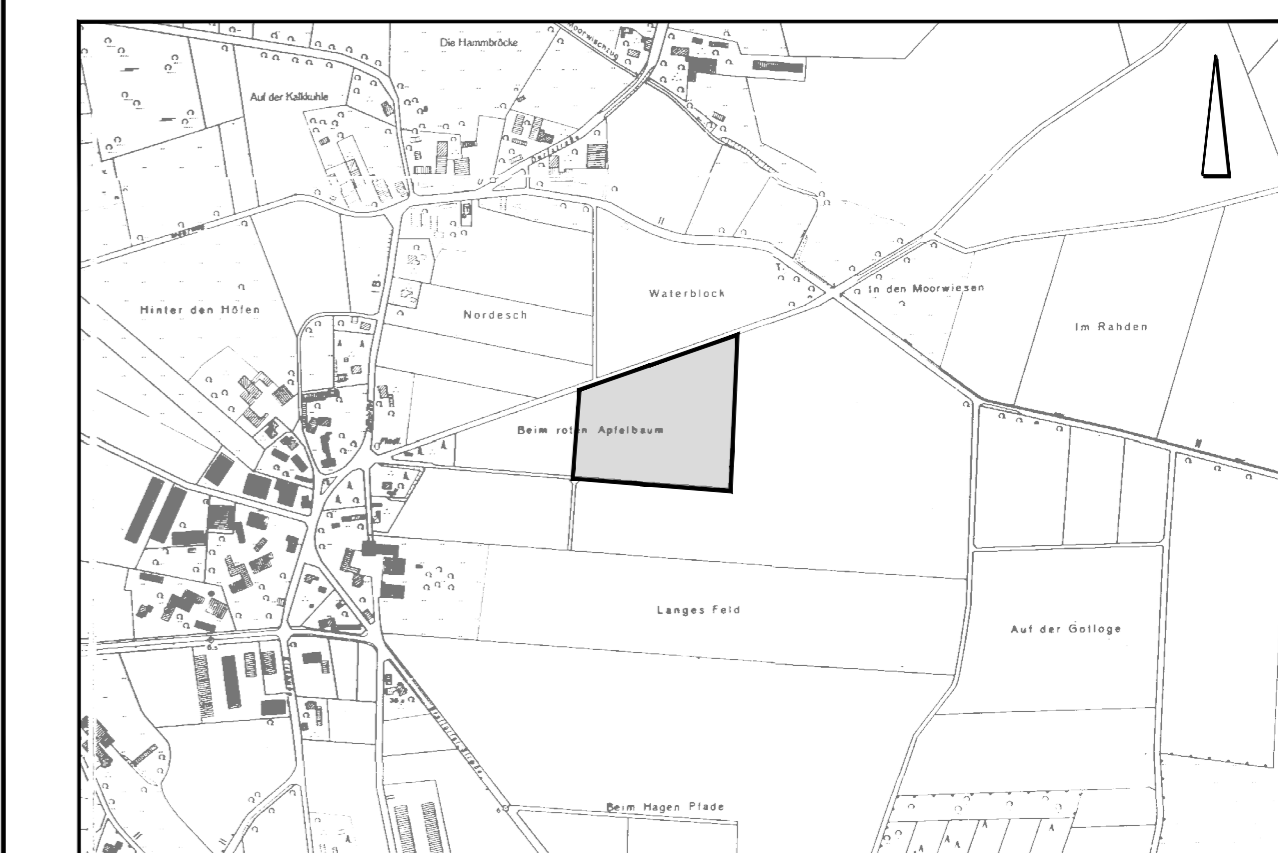 Die Hammbröcke
Auf der Kalkkuhle
Waterblock
In den Moorwiesen
Hinter den Höfen
Nordesch
Im Rahden
Beim roten Apfelbaum
Langes Feld
Auf der Gotloge
Beim Hagen Pfade